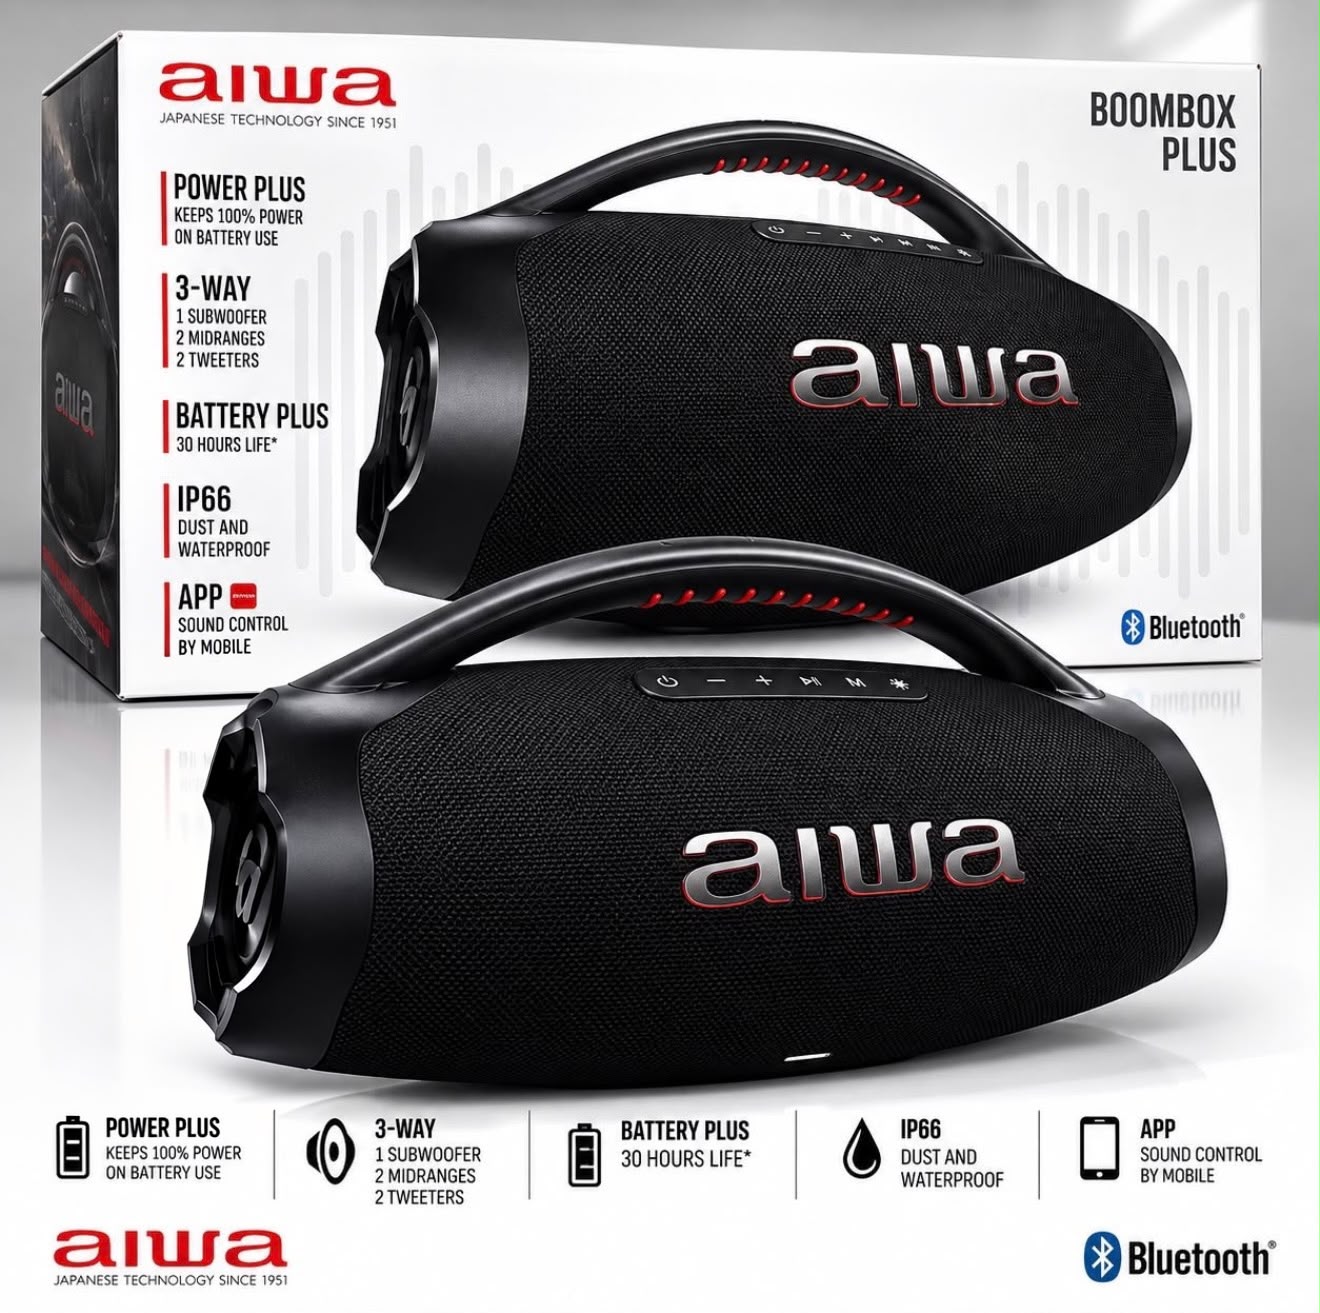 aiwa
JAPANESE TECHNOLOGY SINCE 1951
BOOMBOX
PLUS
POWER PLUS
KEEPS 100% POWER
ON BATTERY USE
3-WAY
1 SUBWOOFER
2 MIDRANGES
2 TWEETERS
BATTERY PLUS
30 HOURS LIFE*
IP66
DUST AND
WATERPROOF
APP
SOUND CONTROL
BY MOBILE
aiwa
aiwa
Bluetooth®
M
aiwa
POWER PLUS
KEEPS 100% POWER
ON BATTERY USE
3-WAY
1 SUBWOOFER
2 MIDRANGES
2 TWEETERS
BATTERY PLUS
30 HOURS LIFE*
IP66
DUST AND
WATERPROOF
APP
SOUND CONTROL
BY MOBILE
aiwa
JAPANESE TECHNOLOGY SINCE 1951
Bluetooth®